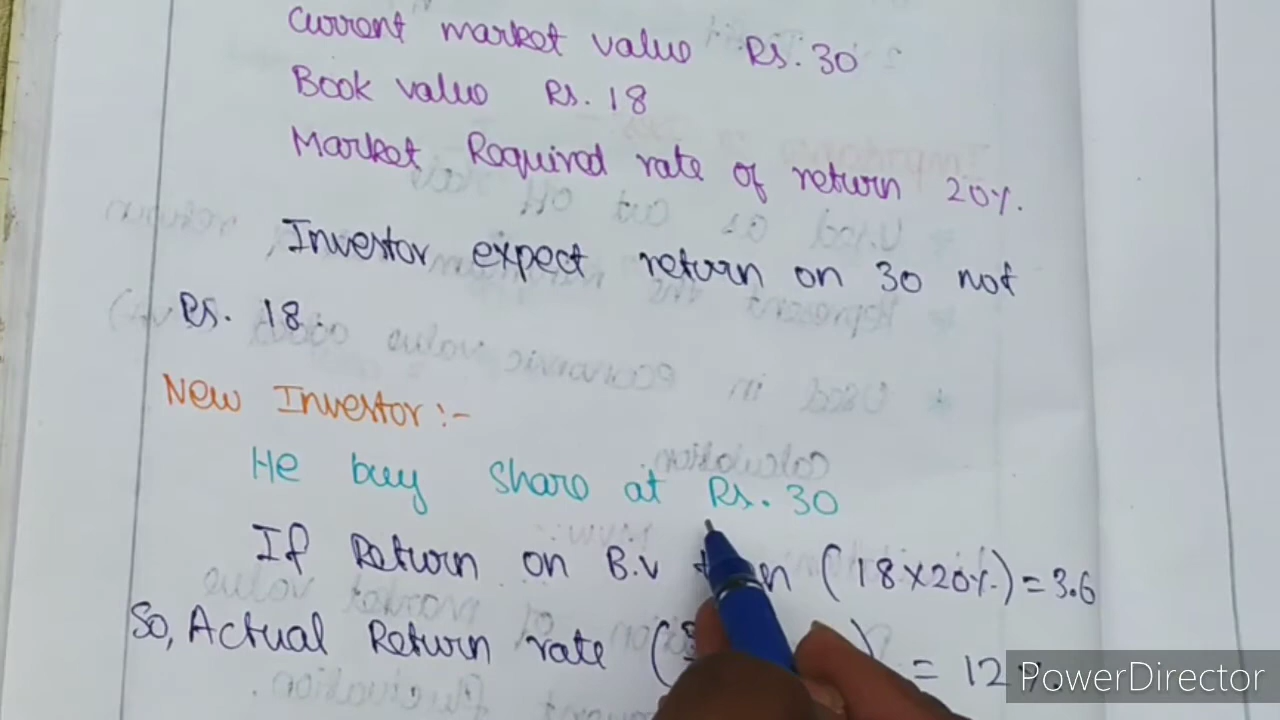 Current market value Rs. 30
Book value Rs. 18
Market Required rate of return 20%.
Investor expect return on 30 not
Rs. 18.
New Investor :-
He buy share at Rs. 30
If Return on B.V (18×20%) = 3.6
So, Actual Return rate ( ) = 12%
PowerDirector